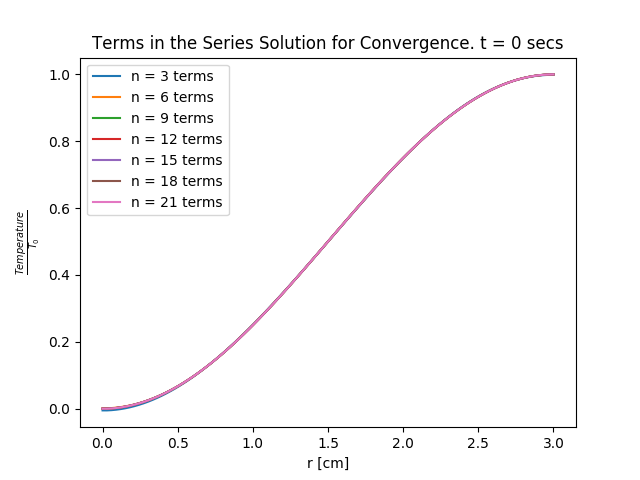 Terms in the Series Solution for Convergence. t = 0 secs
1.0
0.8
0.6
0.4
0.2
0.0
Temperature
T0
n = 3 terms
n = 6 terms
n = 9 terms
n = 12 terms
n = 15 terms
n = 18 terms
n = 21 terms
0.0 0.5 1.0 1.5 2.0 2.5 3.0
r [cm]